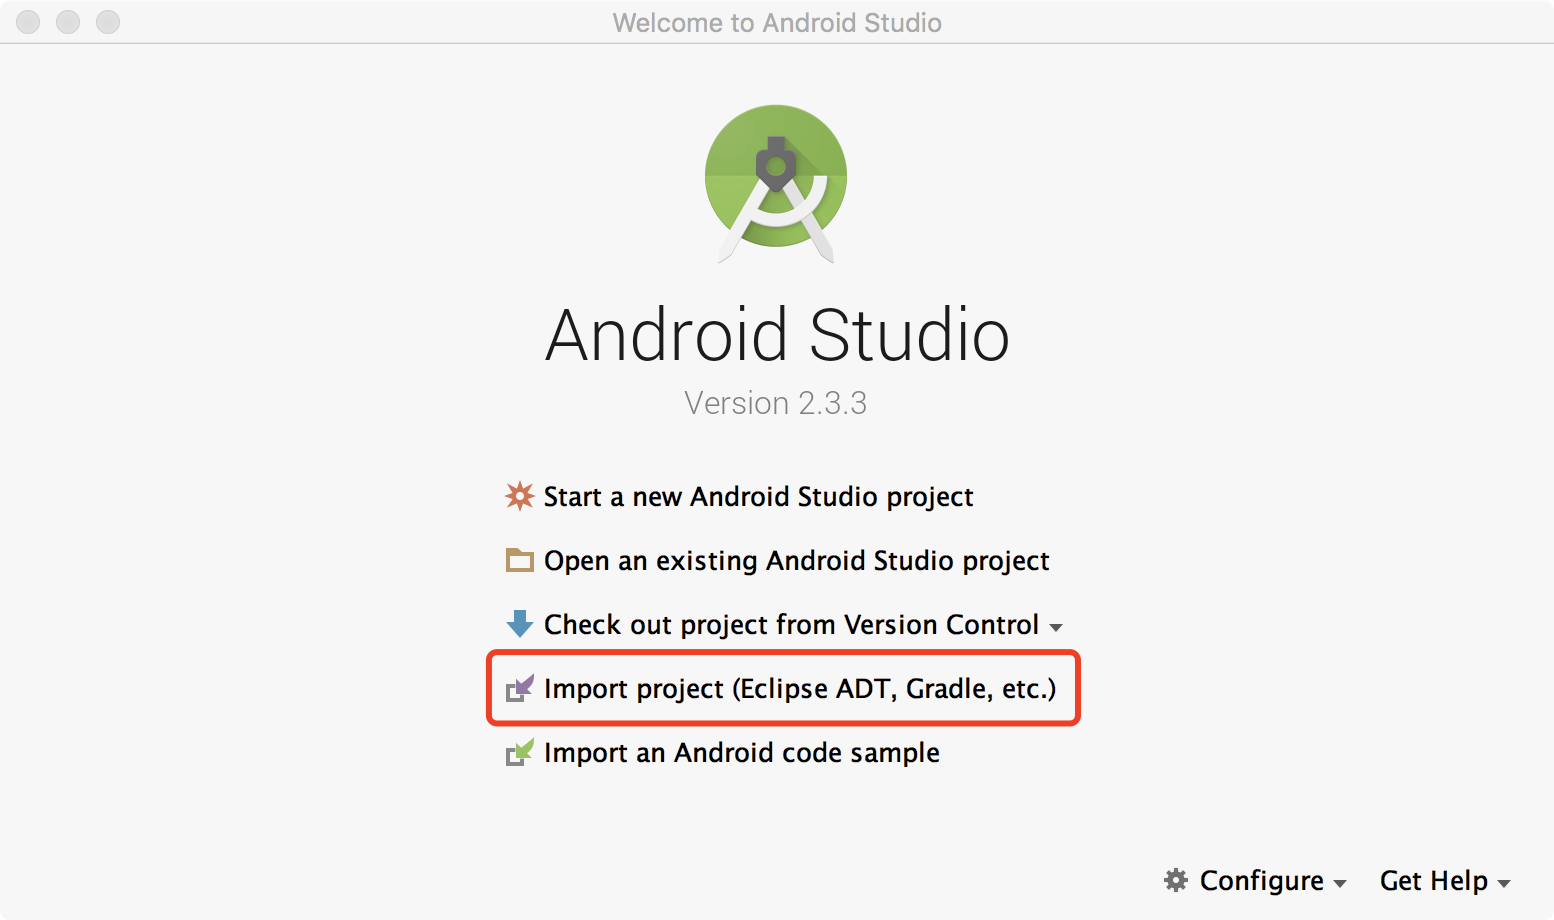 Welcome to Android Studio
Android Studio
Version 2.3.3
Start a new Android Studio project
Open an existing Android Studio project
Check out project from Version Control
Import project (Eclipse ADT, Gradle, etc.)
Import an Android code sample
Configure
Get Help